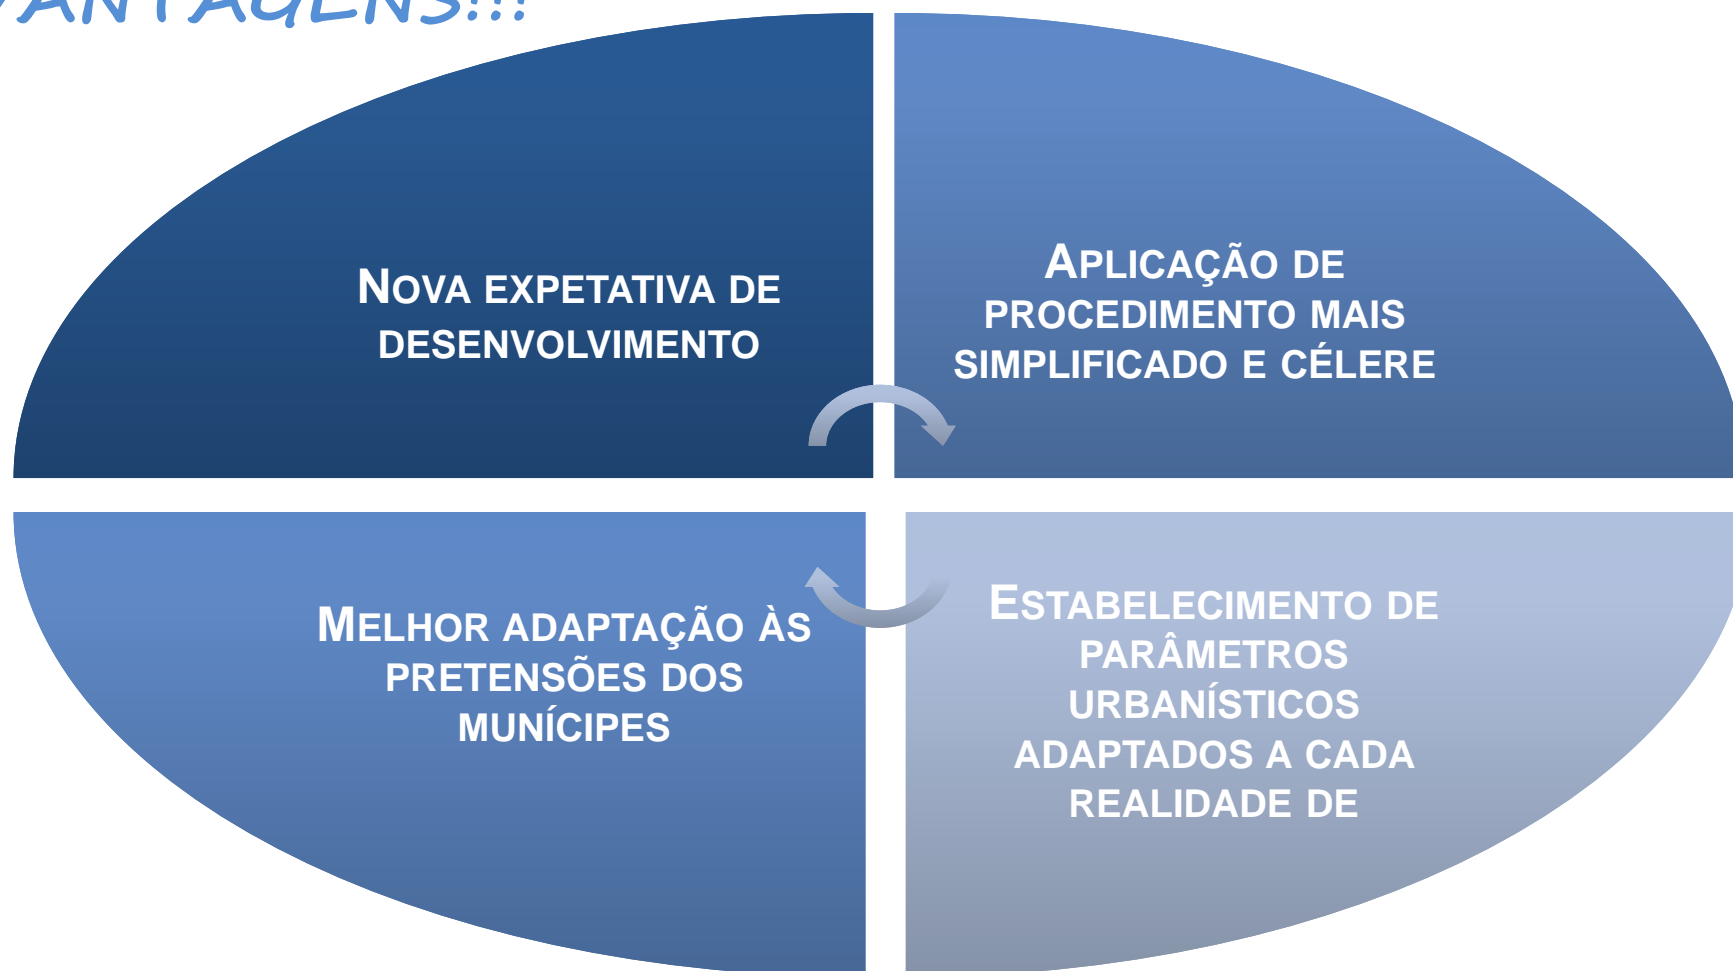 VANTAGENS!!!
NOVA EXPETATIVA DE
DESENVOLVIMENTO
APLICAÇÃO DE
PROCEDIMENTO MAIS
SIMPLIFICADO E CÉLERE
MELHOR ADAPTAÇÃO ÀS
PRETENSÕES DOS
MUNÍCIPES
ESTABELECIMENTO DE
PARÂMETROS
URBANÍSTICOS
ADAPTADOS A CADA
REALIDADE DE